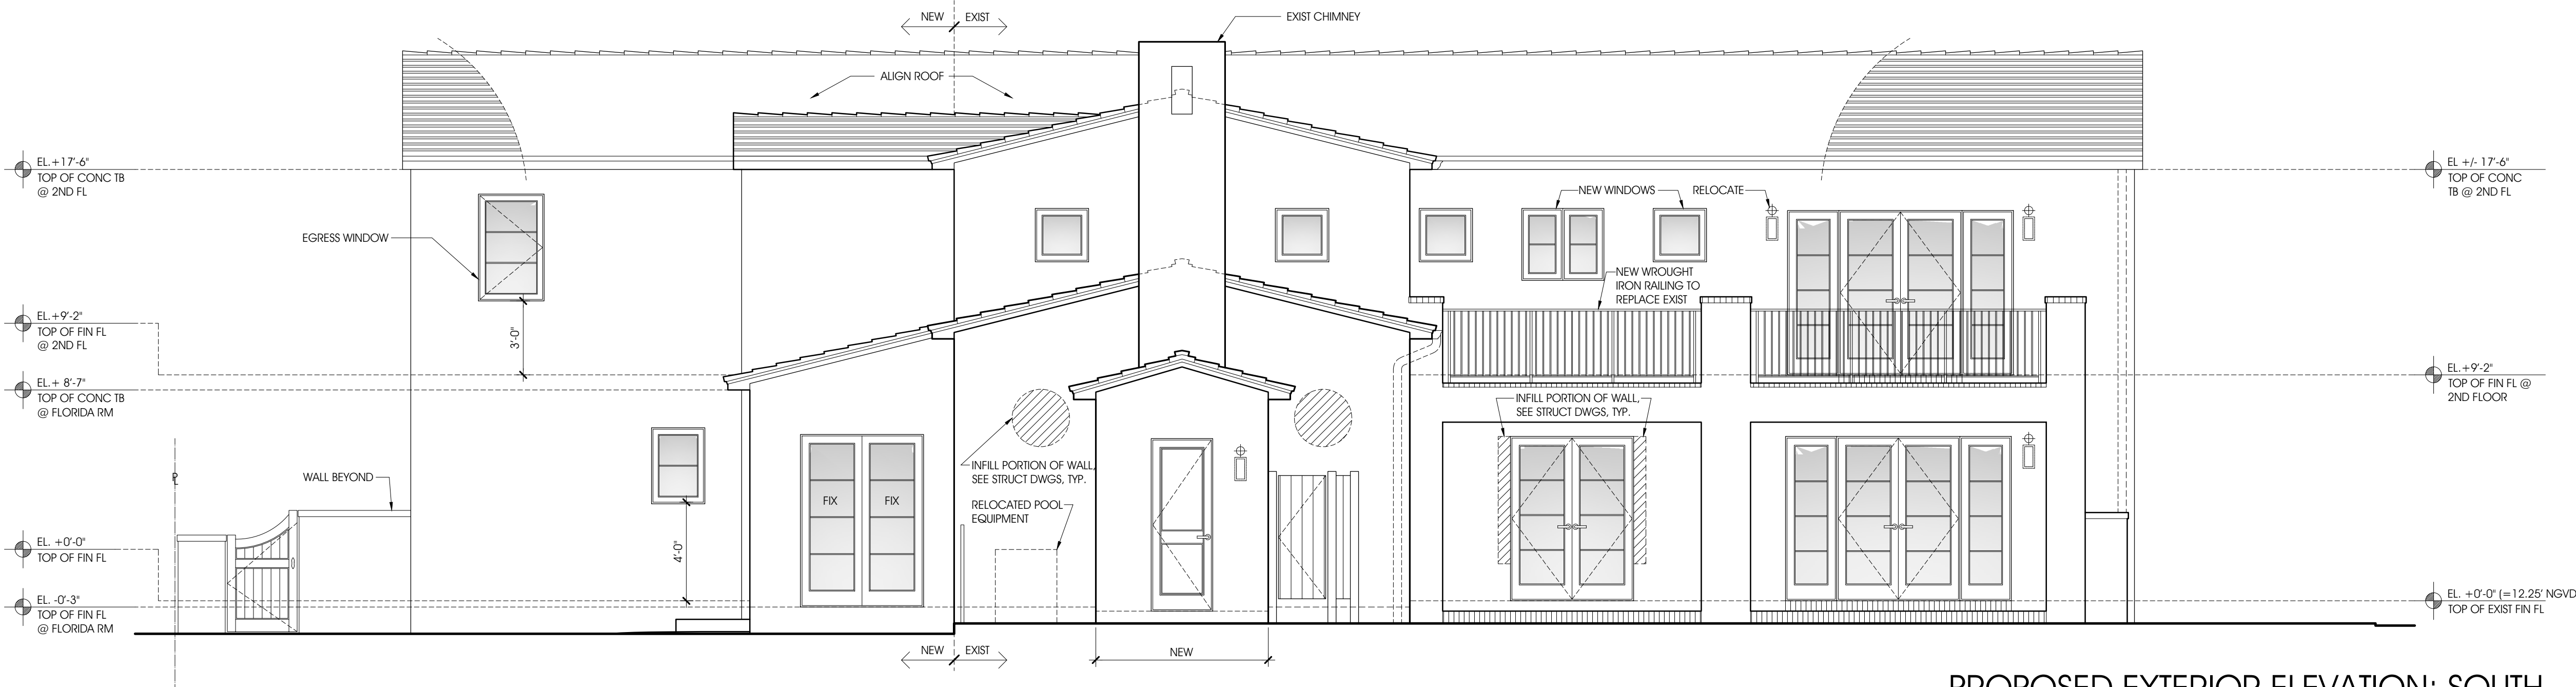 NEW EXIST
EXIST CHIMNEY
ALIGN ROOF
EL.+17'-6"
TOP OF CONC TB
@ 2ND FL
EL +/- 17'-6"
TOP OF CONC
TB @ 2ND FL
NEW WINDOWS
RELOCATE
EGRESS WINDOW
NEW WROUGHT
IRON RAILING TO
REPLACE EXIST
EL.+9'-2"
TOP OF FIN FL
@ 2ND FL
3'-0"
EL.+ 8'-7"
TOP OF CONC TB
@ FLORIDA RM
EL.+9'-2"
TOP OF FIN FL @
2ND FLOOR
INFILL PORTION OF WALL,
SEE STRUCT DWGS, TYP.
INFILL PORTION OF WALL,
SEE STRUCT DWGS, TYP.
WALL BEYOND
PL
FIX FIX
RELOCATED POOL
EQUIPMENT
EL. +0'-0"
TOP OF FIN FL
4'-0"
EL. -0'-3"
TOP OF FIN FL
@ FLORIDA RM
EL. +0'-0" (=12.25' NGVD
TOP OF EXIST FIN FL
NEW EXIST
NEW
PROPOSED EXTERIOR ELEVATION: SOUTH